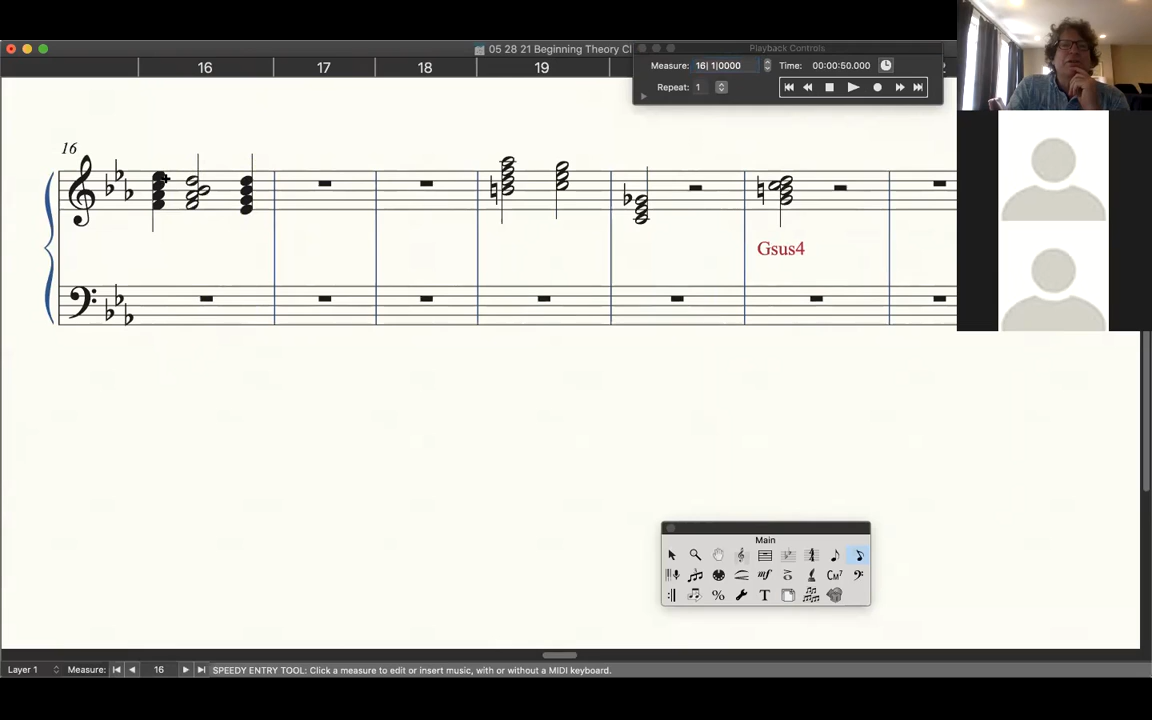 05 28 21 Beginning Theory Cl
Playback Controls
Measure: 16| 1|0000 Time: 00:00:50.000
Repeat: 1
16 17 18 19
16
Gsus4
Main
mf
CM7
%
T
Layer 1 Measure: 16 SPEEDY ENTRY TOOL: Click a measure to edit or insert music, with or without a MIDI keyboard.